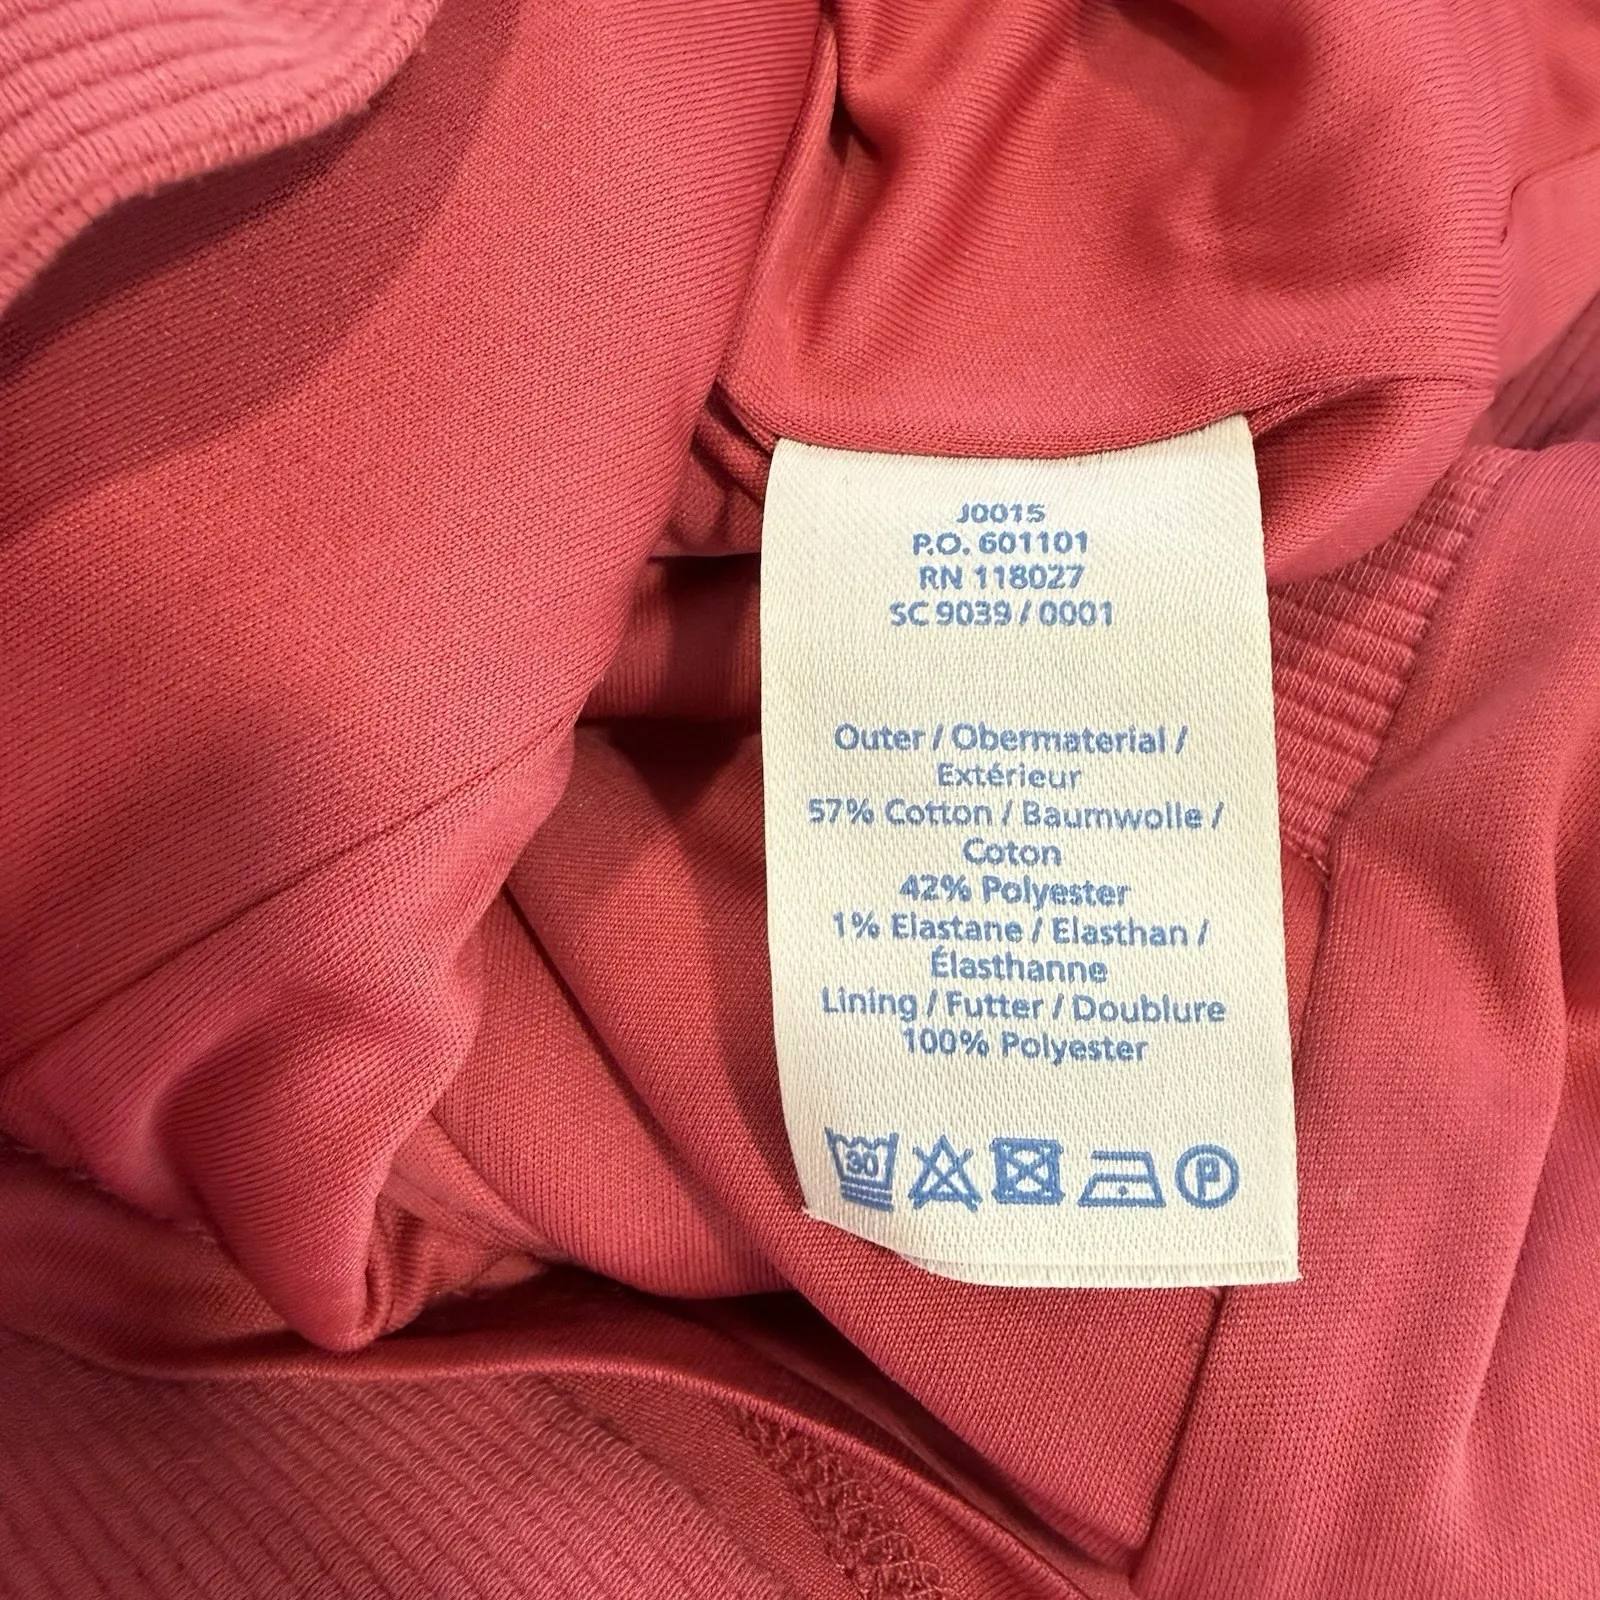 J0015
P.O. 601101
RN 118027
SC 9039 / 0001
Outer / Obermaterial /
Extérieur
57% Cotton / Baumwolle /
Coton
42% Polyester
1% Elastane / Elasthan /
Élasthanne
Lining / Futter / Doublure
100% Polyester
30 P